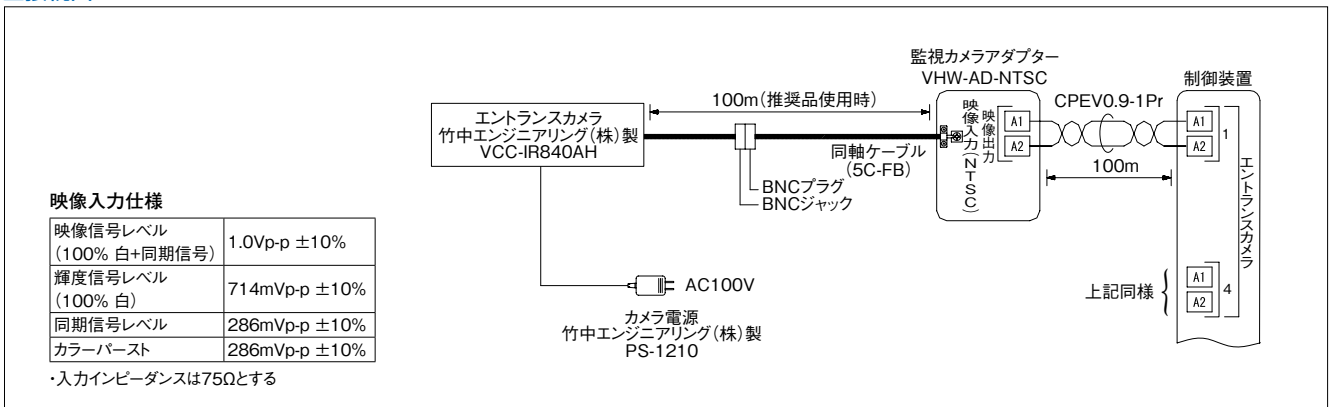 監視カメラアダプター
VHW-AD-NTSC
制御装置
100m(推奨品使用時)
CPEV0.9-1Pr
エントランスカメラ
竹中エンジニアリング(株)製
VCC-IR840AH
映像入力(NTSC)
映像出力
A1
A2
A1
A2
1
同軸ケーブル
(5C-FB)
100m
BNCプラグ
BNCジャック
エントランスカメラ
映像入力仕様
映像信号レベル
(100% 白+同期信号)
1.0Vp-p ±10%
輝度信号レベル
(100% 白)
714mVp-p ±10%
同期信号レベル
286mVp-p ±10%
カラーバースト
286mVp-p ±10%
・入力インピーダンスは75Ωとする
AC100V
カメラ電源
竹中エンジニアリング(株)製
PS-1210
上記同様
A1
A2
4